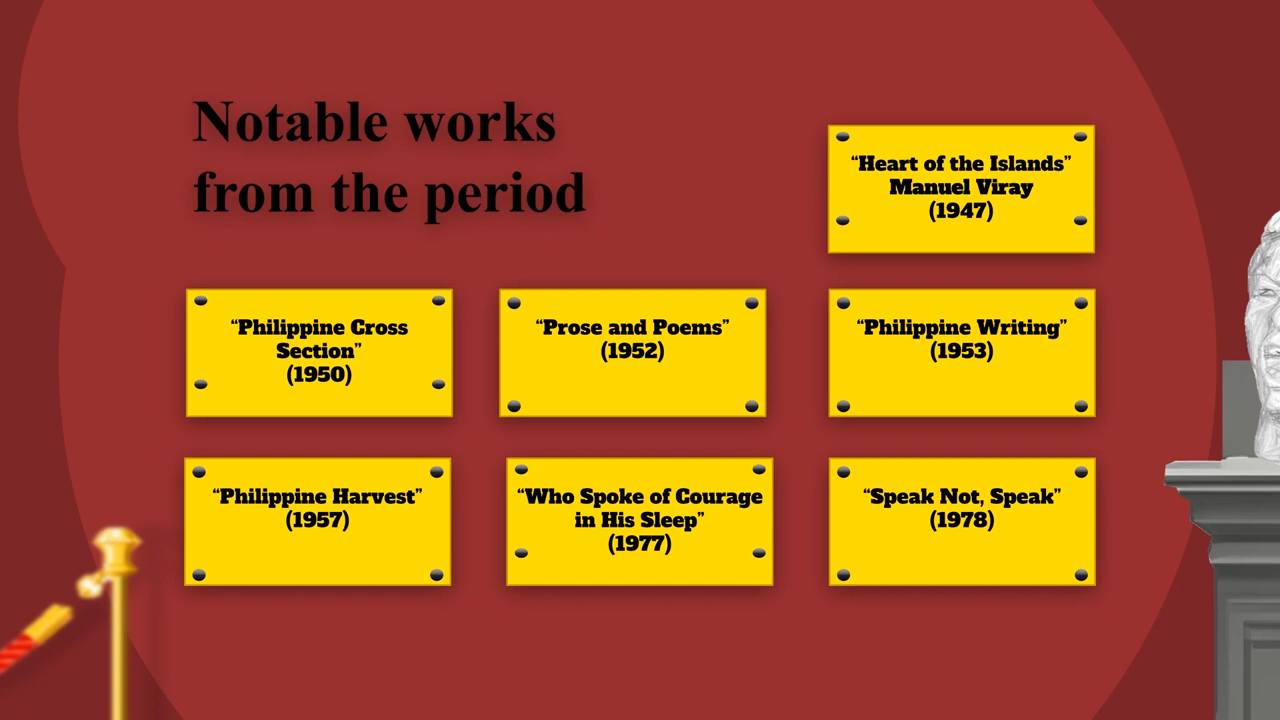 Notable works
from the period
“Heart of the Islands”
Manuel Viray
(1947)
“Philippine Cross
Section”
(1950)
“Prose and Poems”
(1952)
“Philippine Writing”
(1953)
“Philippine Harvest”
(1957)
“Who Spoke of Courage
in His Sleep”
(1977)
“Speak Not, Speak”
(1978)